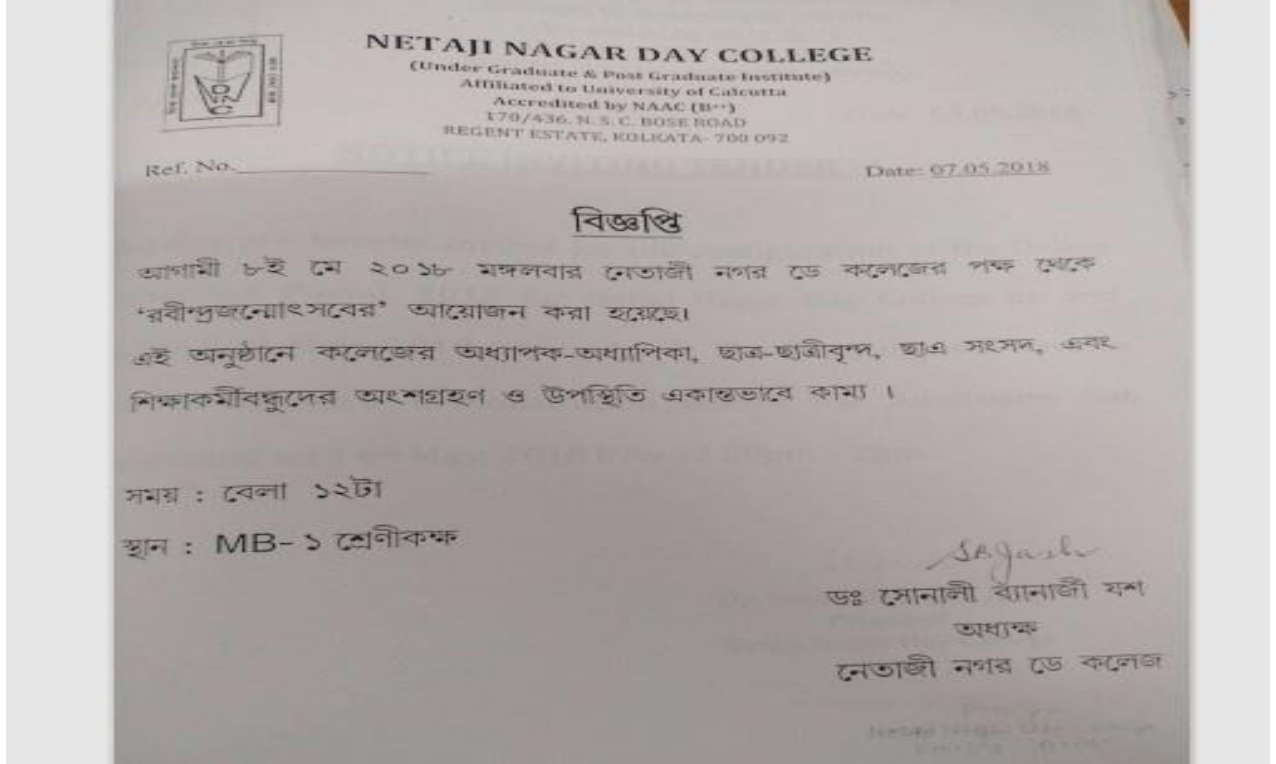 NETAJI NAGAR DAY COLLEGE
(Under Graduate & Post Graduate Institute)
Affiliated to University of Calcutta
Accredited by NAAC (B++)
170/436, N. S. C. BOSE ROAD
REGENT ESTATE, KOLKATA- 700 092
Ref. No.
Date: 07.05.2018
বিজ্ঞপ্তি
আগামী ৮ই মে ২০১৮ মঙ্গলবার নেতাজী নগর ডে কলেজের পক্ষ থেকে
‘রবীন্দ্রজন্মোৎসবের’ আয়োজন করা হয়েছে।
এই অনুষ্ঠানে কলেজের অধ্যাপক-অধ্যাপিকা, ছাত্র-ছাত্রীবৃন্দ, ছাএ সংসদ, এবং
শিক্ষাকর্মীবন্ধুদের অংশগ্রহণ ও উপস্থিতি একান্তভাবে কাম্য ।
সময় : বেলা ১২টা
স্থান : MB- ১ শ্রেণীকক্ষ
ডঃ সোনালী ব্যানার্জী যশ
অধ্যক্ষ
নেতাজী নগর ডে কলেজ